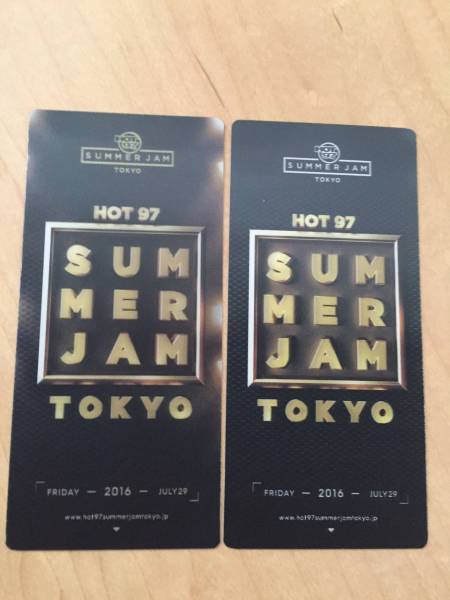 SUMMER JAM
TOKYO
HOT 97
SUM
MER
JAM
TOKYO
FRIDAY — 2016 — JULY29
www.hot97summerjamtokyo.jp
SUMMER JAM
TOKYO
HOT 97
SUM
MER
JAM
TOKYO
FRIDAY — 2016 — JULY29
www.hot97summerjamtokyo.jp